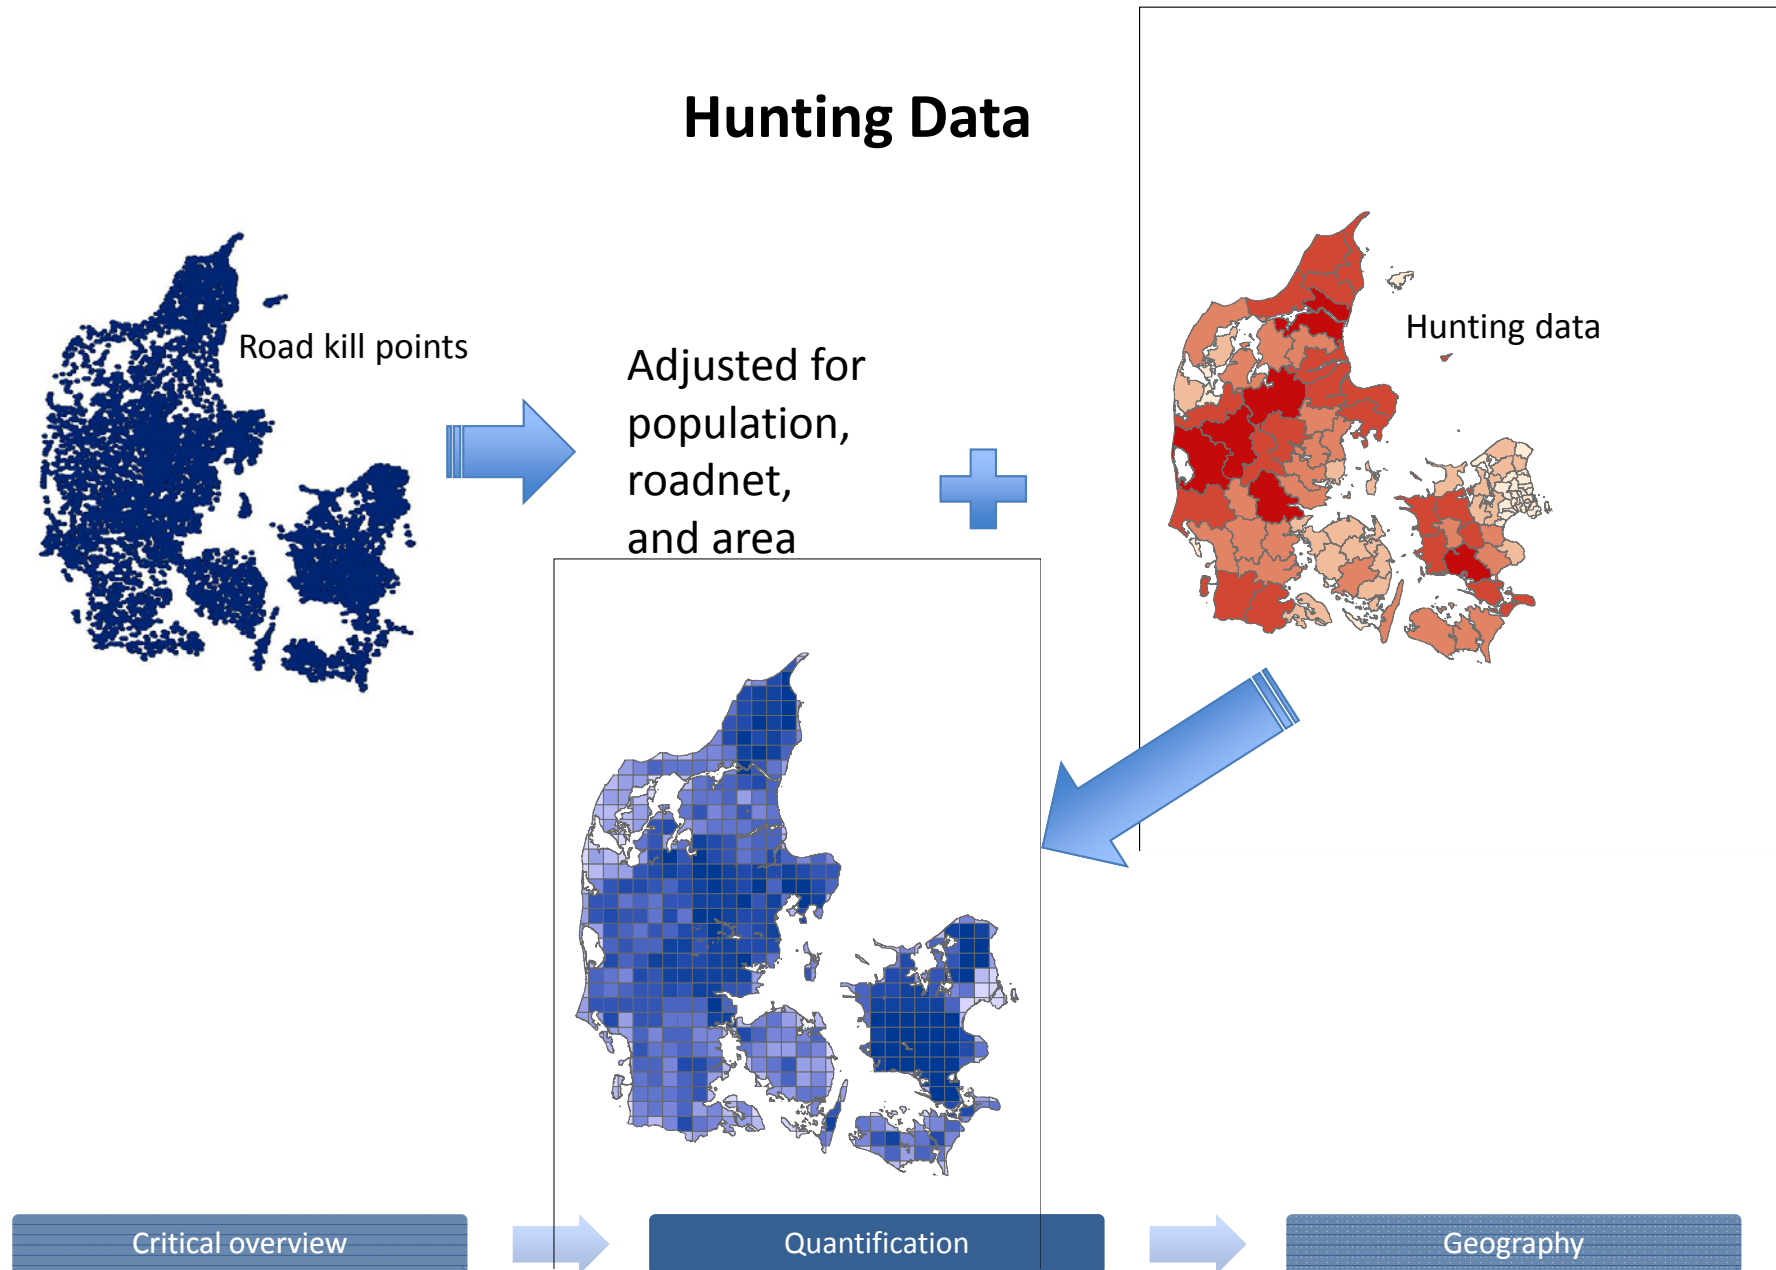 Hunting Data
Road kill points
Adjusted for
population,
roadnet,
and area
Hunting data
Critical overview
Quantification
Geography